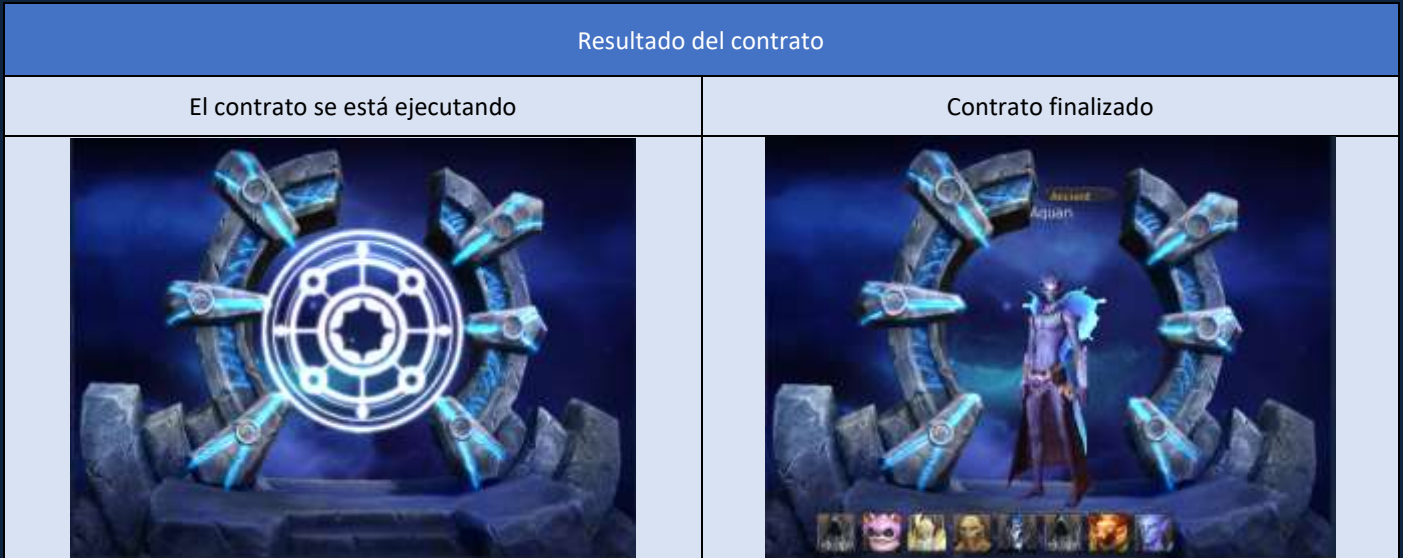 Resultado del contrato
El contrato se está ejecutando
Contrato finalizado
Ancient
Aquan